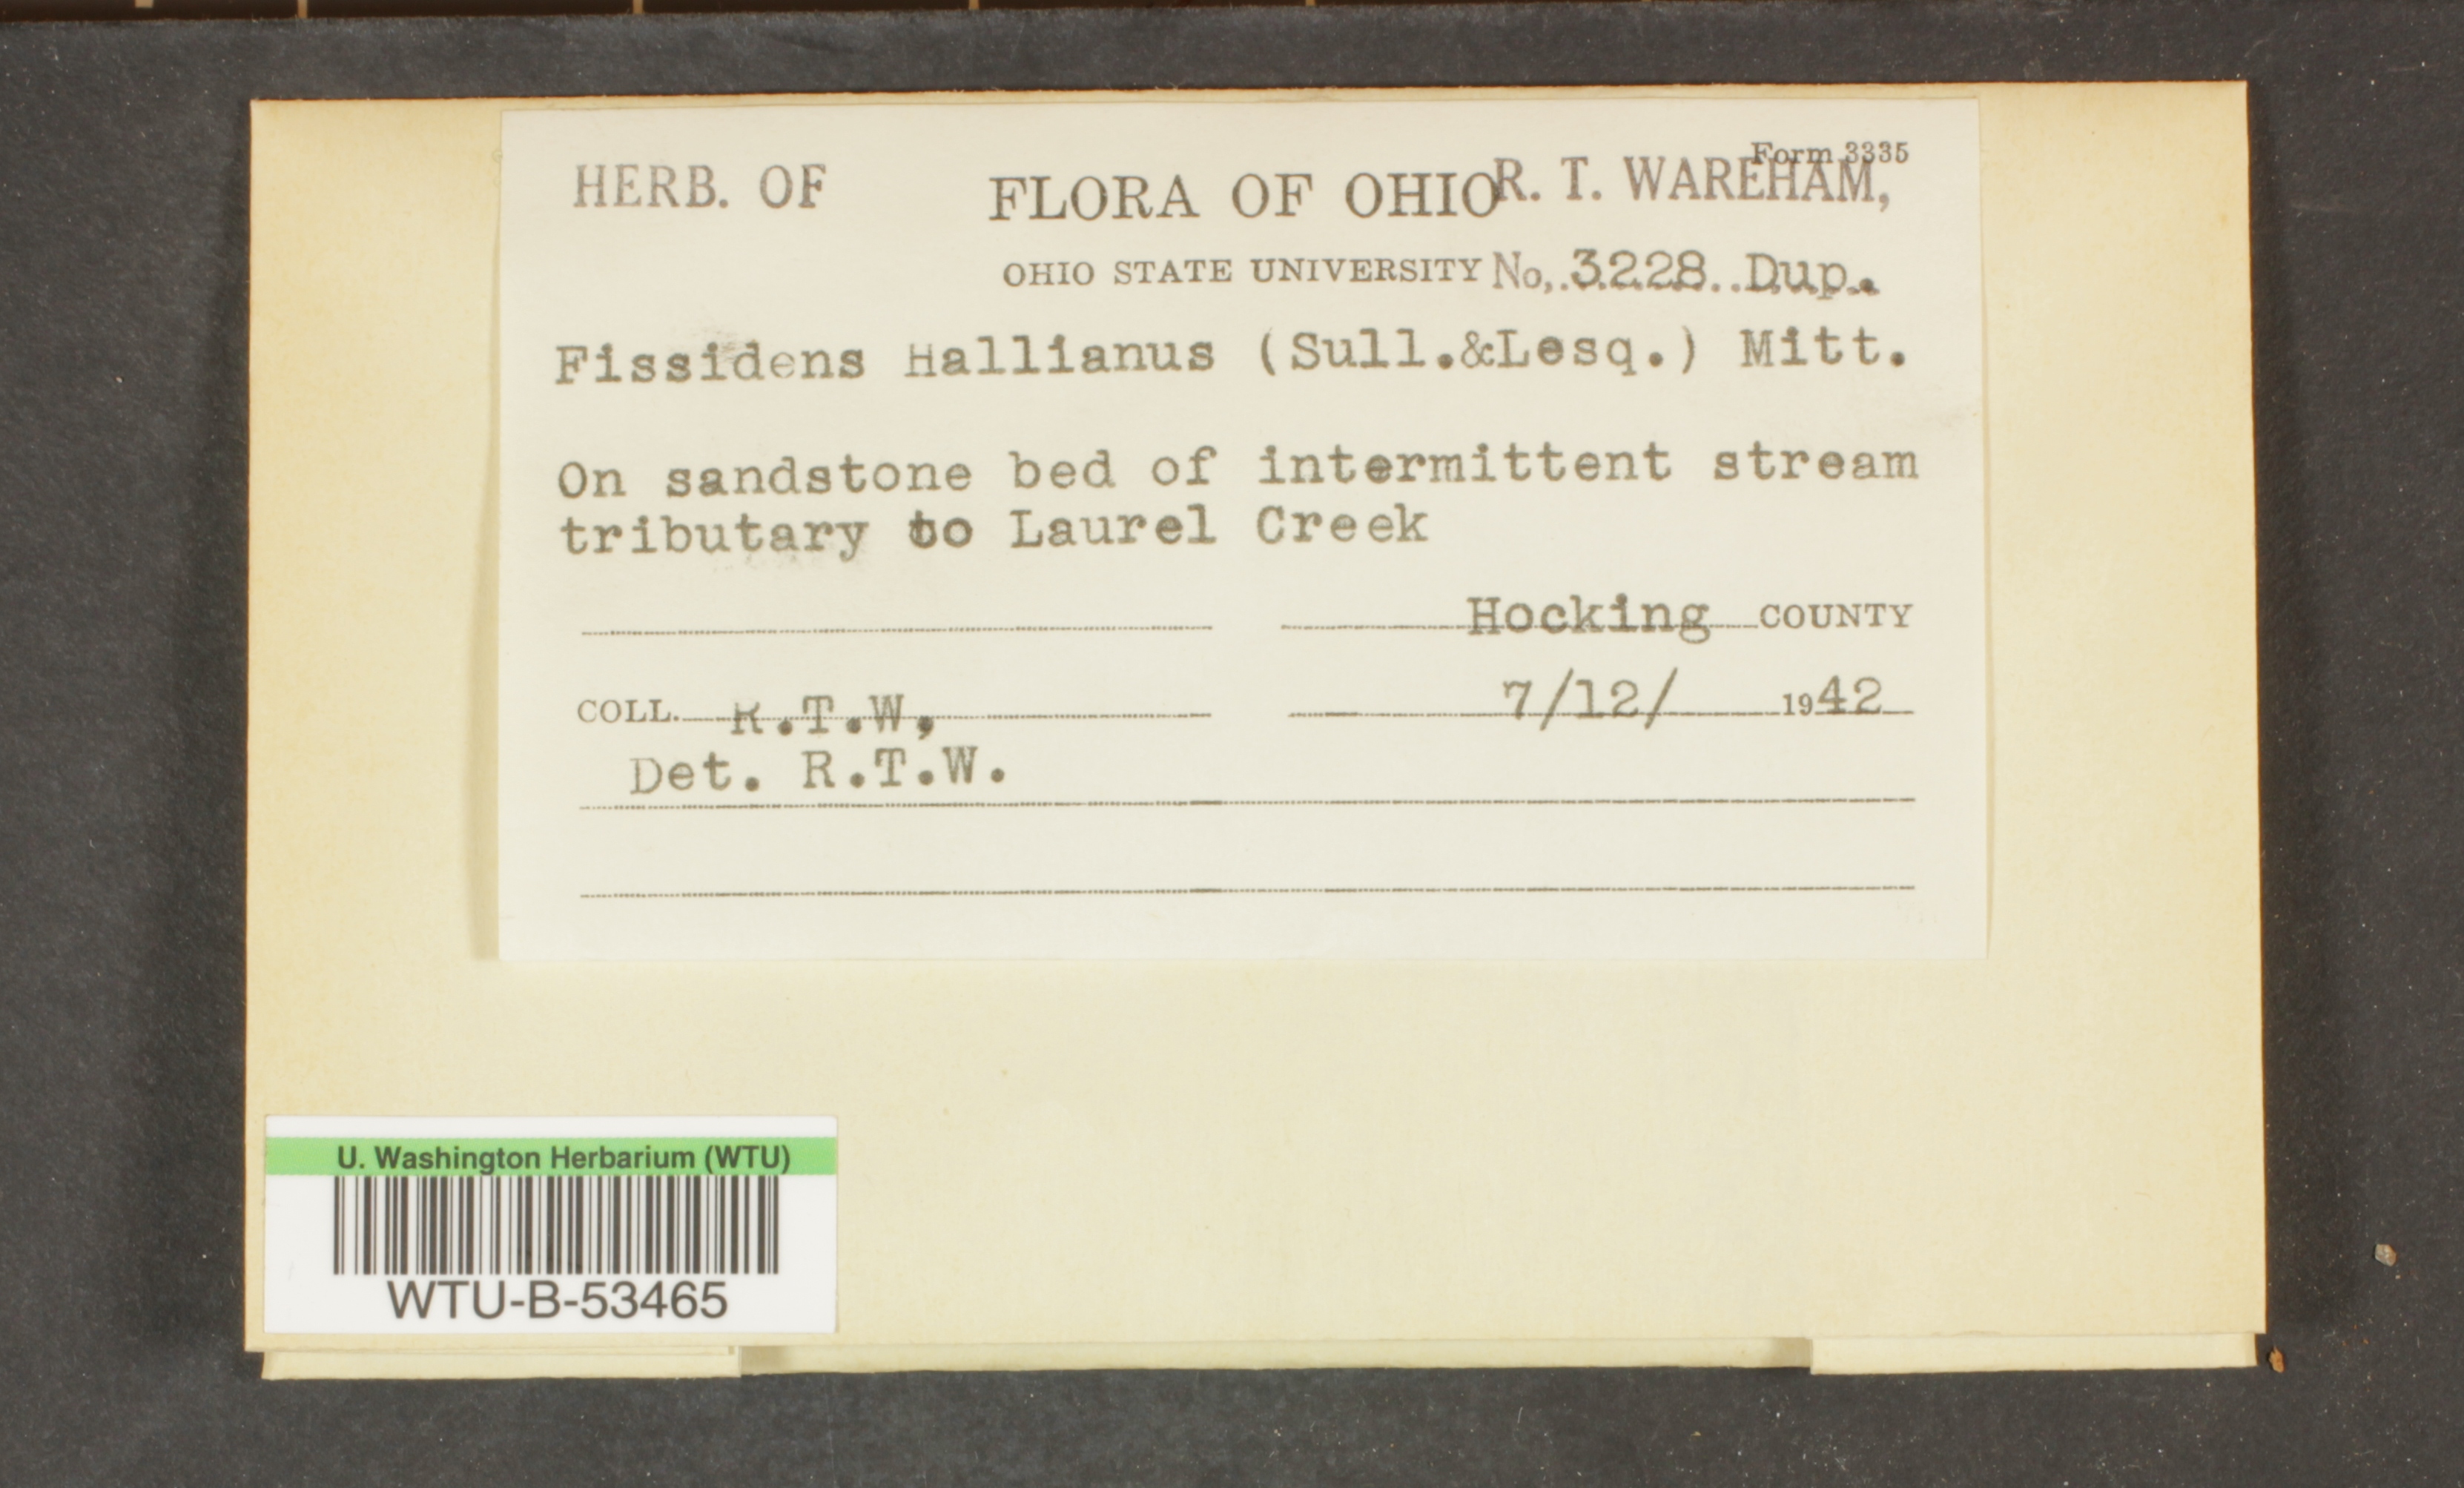 Form 3335
HERB. OF FLORA OF OHIO R. T. WAREHAM,
OHIO STATE UNIVERSITY No, 3228 Dup.
Fissidens Hallianus (Sull.&Lesq.) Mitt.
On sandstone bed of intermittent stream
tributary to Laurel Creek
Hocking COUNTY
COLL. R.T.W, 7/12/ 1942
Det. R.T.W.
U. Washington Herbarium (WTU)
WTU-B-53465